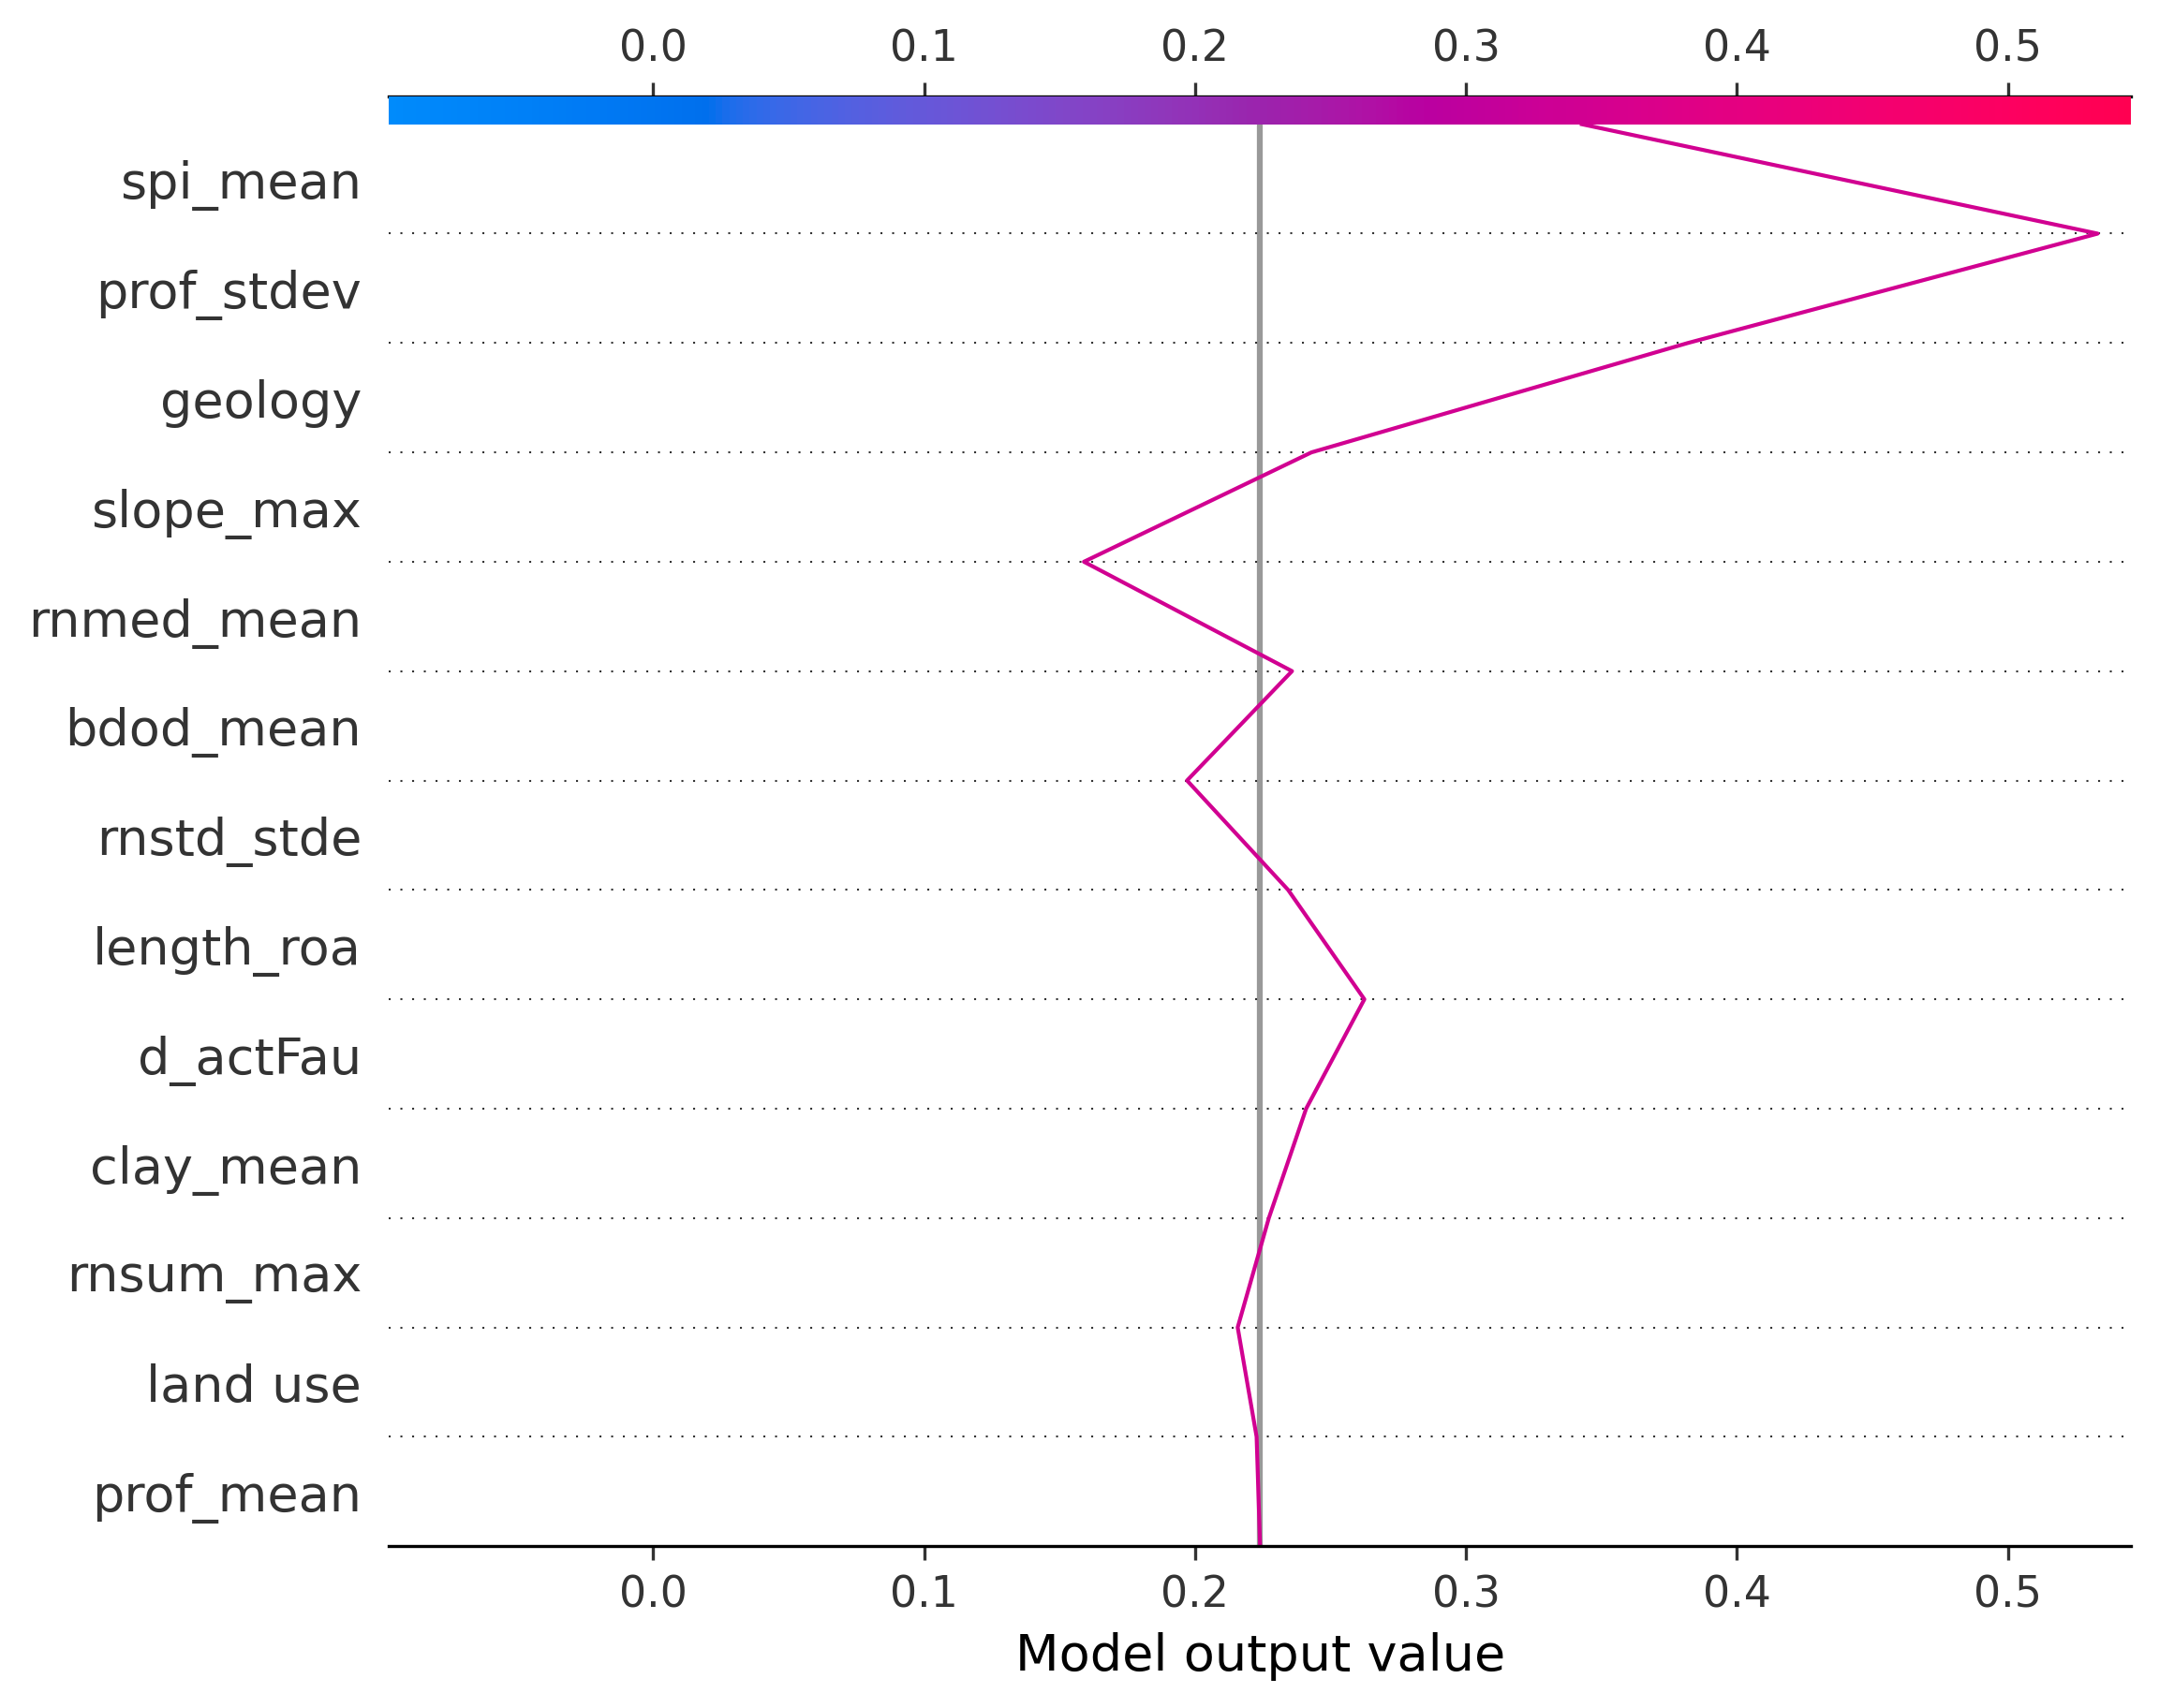 0.0 0.1 0.2 0.3 0.4 0.5
spi_mean
prof_stdev
geology
slope_max
rnmed_mean
bdod_mean
rnstd_stde
length_roa
d_actFau
clay_mean
rnsum_max
land use
prof_mean
0.0 0.1 0.2 0.3 0.4 0.5
Model output value